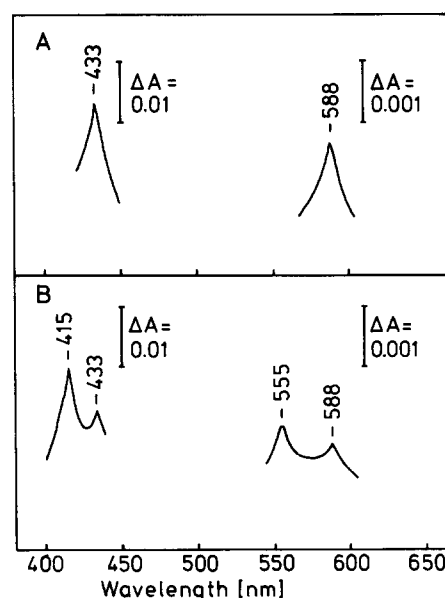 A
-433
ΔA =
0.01
-588
ΔA =
0.001
B
-415
-433
ΔA =
0.01
-555
-588
ΔA =
0.001
400 450 500 550 600 650
Wavelength [nm]